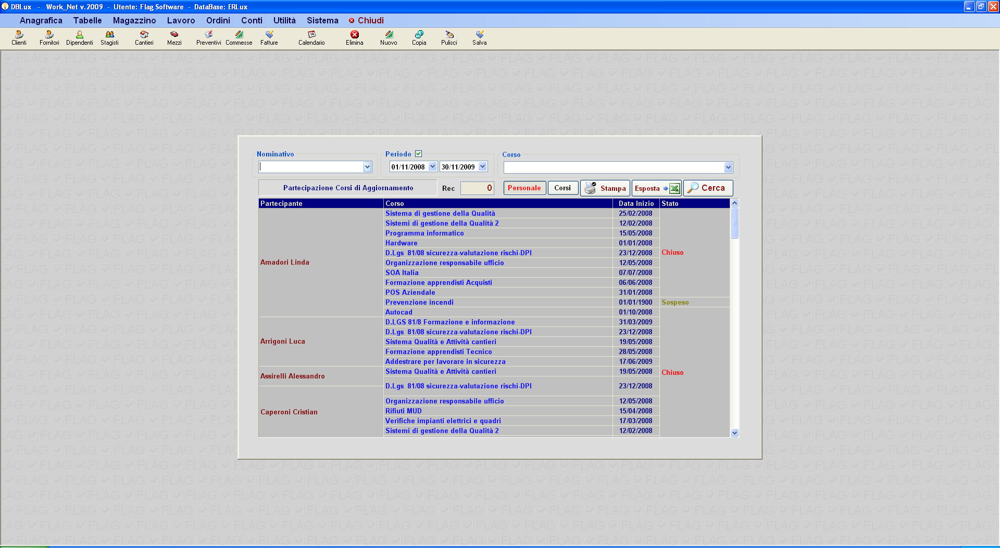 DBLux - Work_Net v.2009 - Utente: Flag Software - DataBase: ERLux
Anagrafica Tabelle Magazzino Lavoro Ordini Conti Utilità Sistema Chiudi
Clienti Fornitori Dipendenti Stagisti Cantieri Mezzi Preventivi Commesse Fatture Calendario Elimina Nuovo Copia Pulisci Salva
Nominativo Periodo Corso
01/11/2008 30/11/2009
Partecipazione Corsi di Aggiornamento Rec 0 Personale Corsi Stampa Esposta Cerca
Partecipante Corso Data Inizio Stato
Sistema di gestione della Qualità 25/02/2008
Sistemi di gestione della Qualità 2 12/02/2008
Programma informatico 15/05/2008
Hardware 01/01/2008
D.Lgs 81/08 sicurezza-valutazione rischi-DPI 23/12/2008 Chiuso
Amadori Linda Organizzazione responsabile ufficio 12/05/2008
SOA Italia 07/07/2008
Formazione apprendisti Acquisti 06/06/2008
POS Aziendale 31/01/2008
Prevenzione incendi 01/01/1900 Sospeso
Autocad 01/10/2008
D.LGS 81/8 Formazione e informazione 31/03/2009
D.Lgs 81/08 sicurezza-valutazione rischi-DPI 23/12/2008
Arrigoni Luca Sistema Qualità e Attività cantieri 19/05/2008
Formazione apprendisti Tecnico 28/05/2008
Addestrare per lavorare in sicurezza 17/06/2009
Sistema Qualità e Attività cantieri 19/05/2008 Chiuso
Assirelli Alessandro
D.Lgs 81/08 sicurezza-valutazione rischi-DPI 23/12/2008
Organizzazione responsabile ufficio 12/05/2008
Caperoni Cristian Rifiuti MUD 15/04/2008
Verifiche impianti elettrici e quadri 17/03/2008
Sistemi di gestione della Qualità 2 12/02/2008